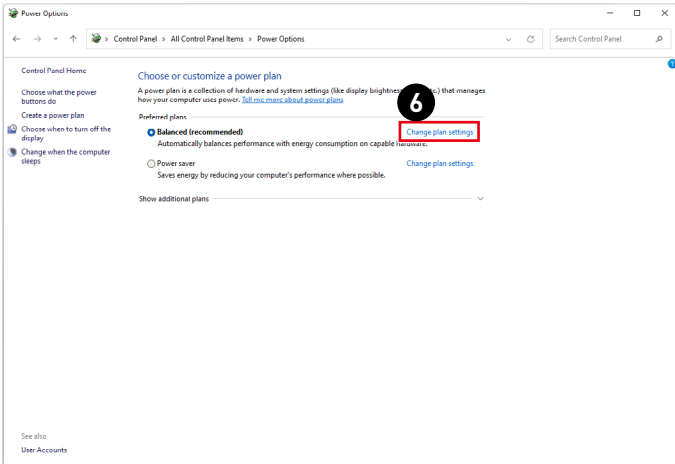 Power Options
Control Panel > All Control Panel Items > Power Options
Search Control Panel
Control Panel Home
Choose what the power
buttons do
Create a power plan
Choose when to turn off the
display
Change when the computer
sleeps
See also
User Accounts
Choose or customize a power plan
A power plan is a collection of hardware and system settings (like display brightness, etc.) that manages
how your computer uses power. Tell me more about power plans
6
Preferred plans
Balanced (recommended)
Change plan settings
Automatically balances performance with energy consumption on capable hardware.
Power saver
Change plan settings
Saves energy by reducing your computer's performance where possible.
Show additional plans